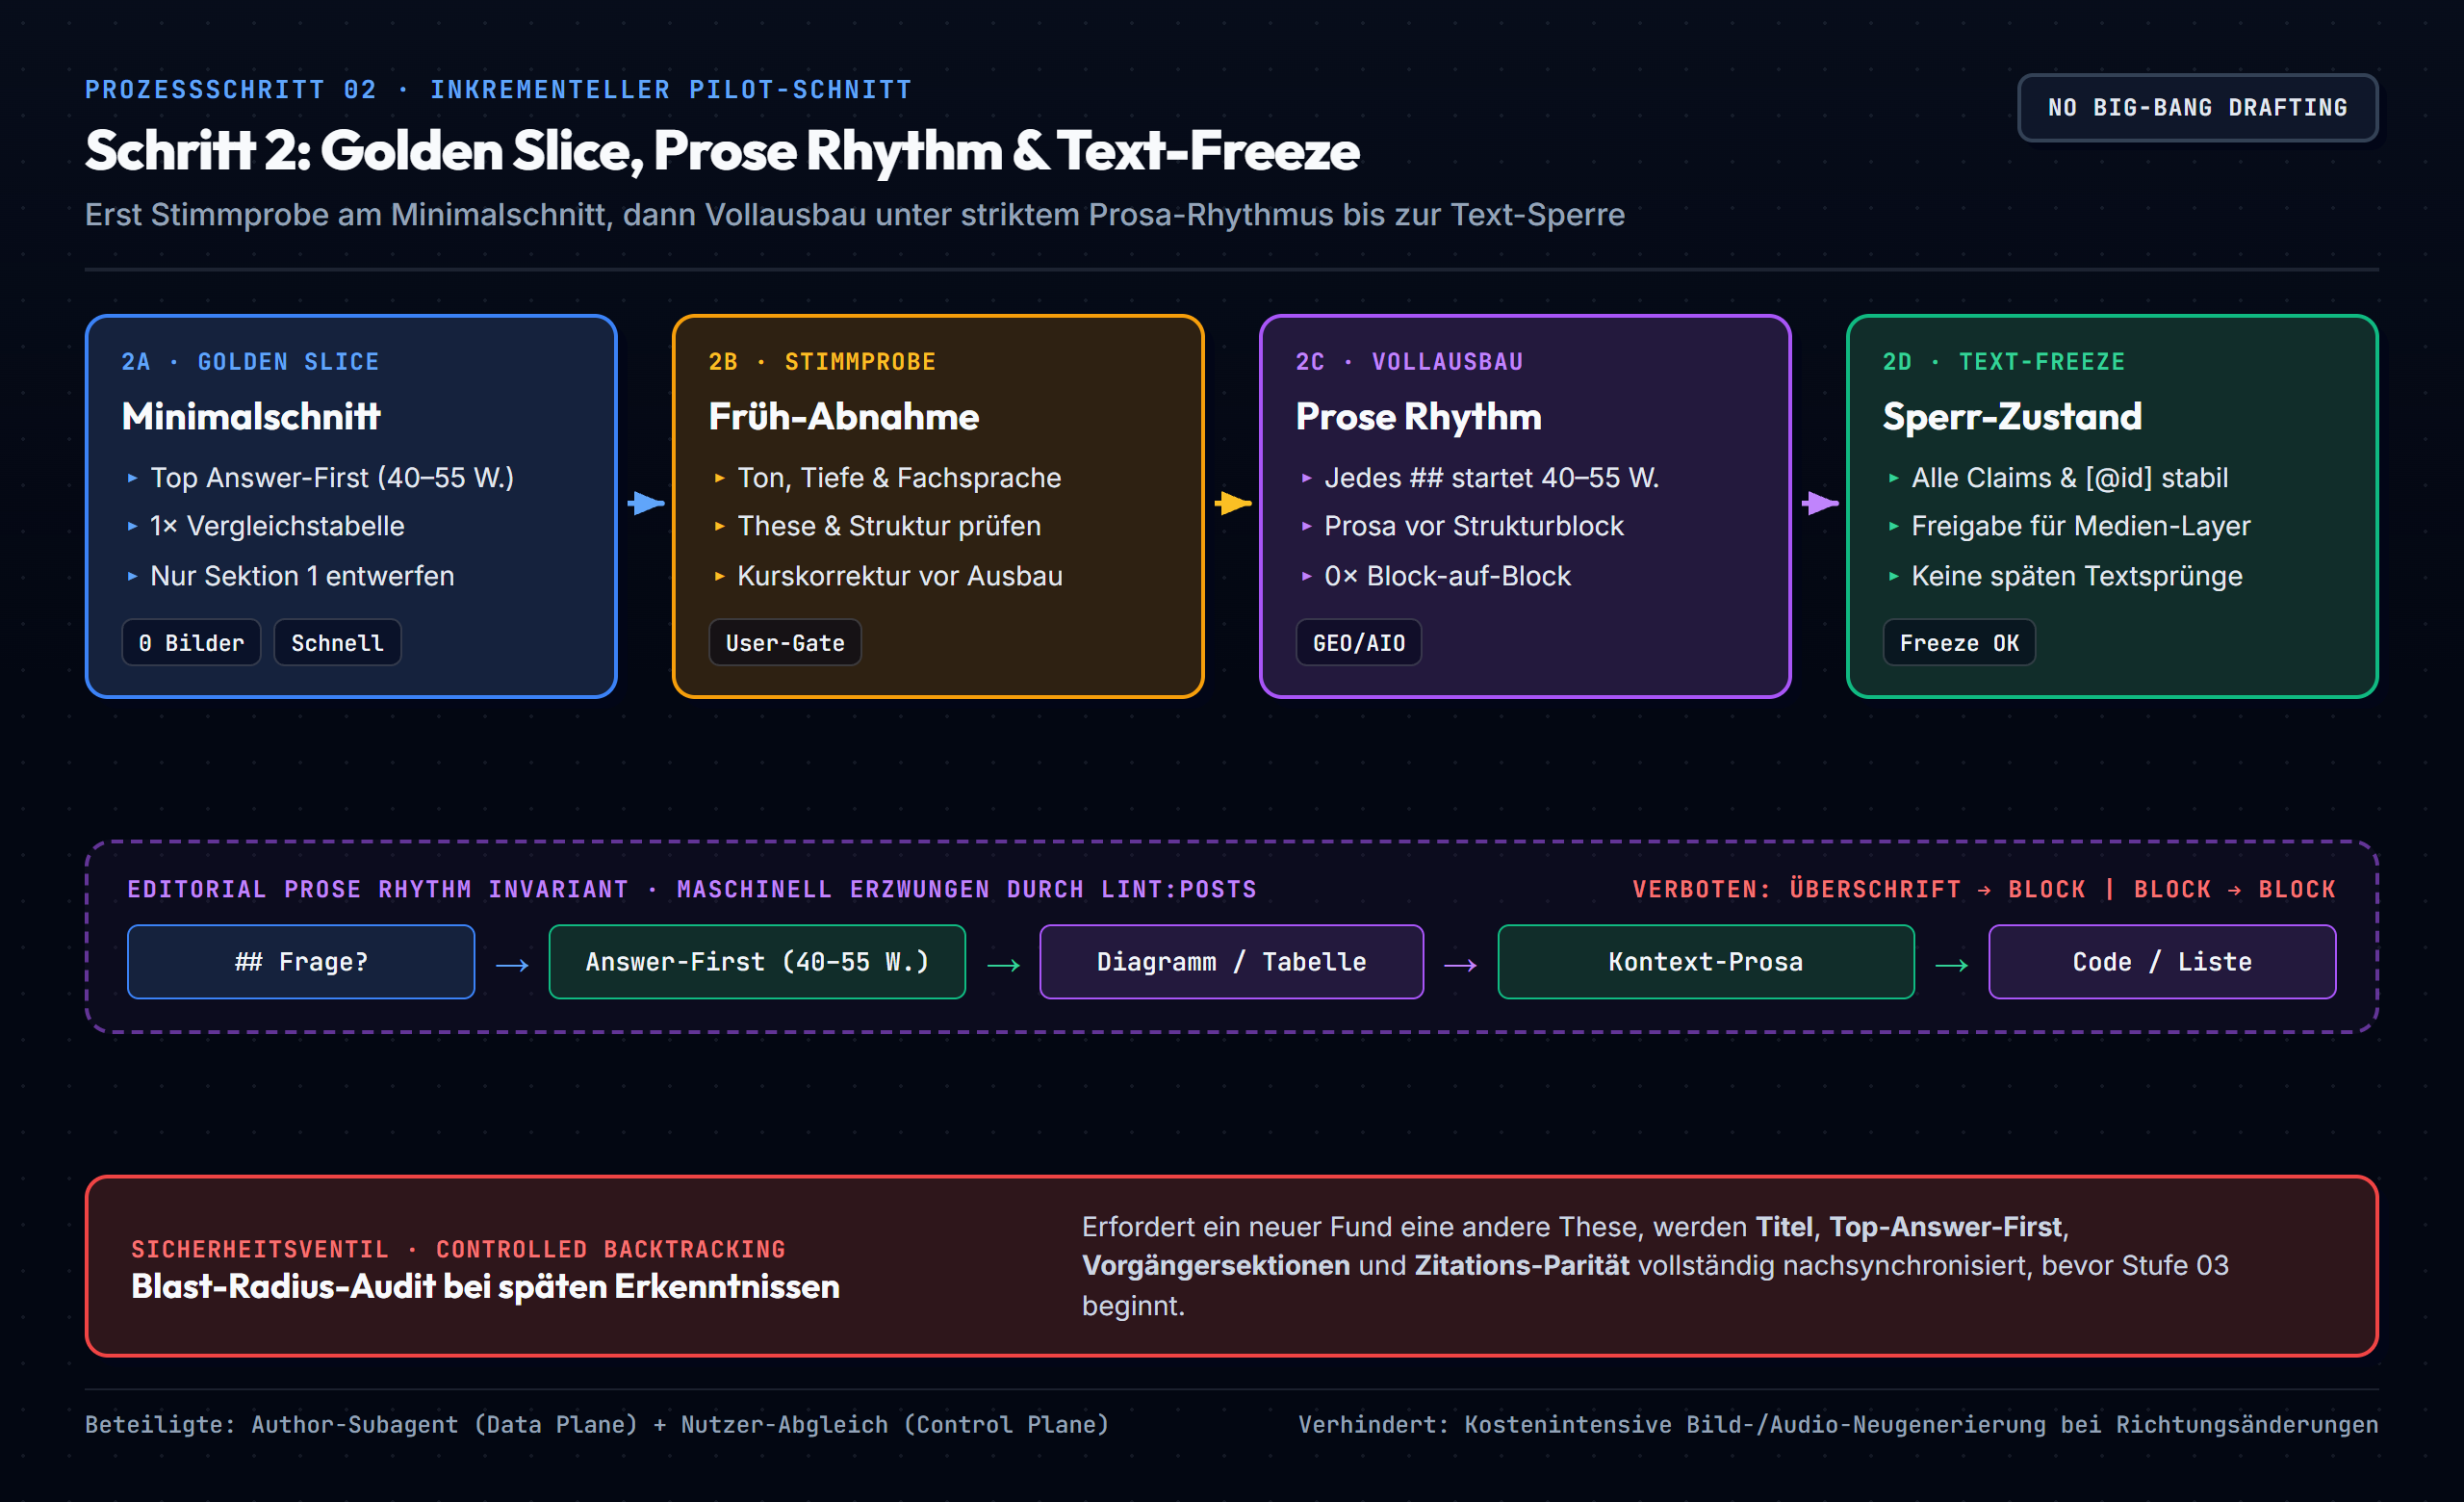 PROZESSSCHRITT 02 · INKREMENTELLER PILOT-SCHNITT
NO BIG-BANG DRAFTING
Schritt 2: Golden Slice, Prose Rhythm & Text-Freeze
Erst Stimmprobe am Minimalschnitt, dann Vollausbau unter striktem Prosa-Rhythmus bis zur Text-Sperre
2A · GOLDEN SLICE
Minimalschnitt
▸ Top Answer-First (40–55 W.)
▸ 1× Vergleichstabelle
▸ Nur Sektion 1 entwerfen
0 Bilder
Schnell
2B · STIMMPROBE
Früh-Abnahme
▸ Ton, Tiefe & Fachsprache
▸ These & Struktur prüfen
▸ Kurskorrektur vor Ausbau
User-Gate
2C · VOLLAUSBAU
Prose Rhythm
▸ Jedes ## startet 40–55 W.
▸ Prosa vor Strukturblock
▸ 0× Block-auf-Block
GEO/AIO
2D · TEXT-FREEZE
Sperr-Zustand
▸ Alle Claims & [@id] stabil
▸ Freigabe für Medien-Layer
▸ Keine späten Textsprünge
Freeze OK
EDITORIAL PROSE RHYTHM INVARIANT · MASCHINELL ERZWUNGEN DURCH LINT:POSTS
VERBOTEN: ÜBERSCHRIFT → BLOCK | BLOCK → BLOCK
## Frage?
→
Answer-First (40–55 W.)
→
Diagramm / Tabelle
→
Kontext-Prosa
→
Code / Liste
SICHERHEITSVENTIL · CONTROLLED BACKTRACKING
Blast-Radius-Audit bei späten Erkenntnissen
Erfordert ein neuer Fund eine andere These, werden Titel, Top-Answer-First,
Vorgängersektionen und Zitations-Parität vollständig nachsynchronisiert, bevor Stufe 03
beginnt.
Beteiligte: Author-Subagent (Data Plane) + Nutzer-Abgleich (Control Plane)
Verhindert: Kostenintensive Bild-/Audio-Neugenerierung bei Richtungsänderungen